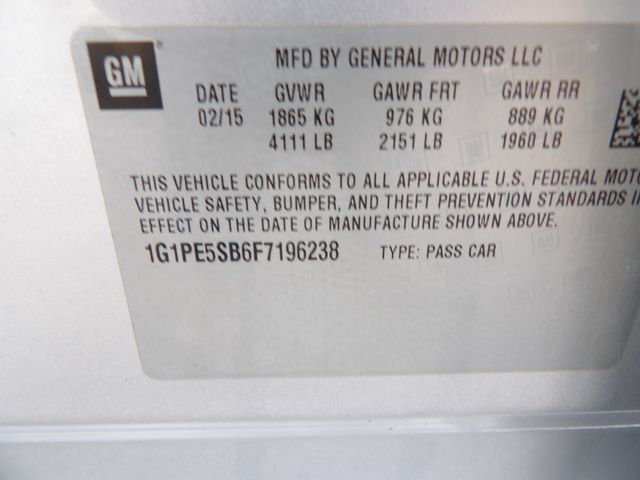 GM
MFD BY GENERAL MOTORS LLC
DATE GVWR GAWR FRT GAWR RR
02/15 1865 KG 976 KG 889 KG
4111 LB 2151 LB 1960 LB
THIS VEHICLE CONFORMS TO ALL APPLICABLE U.S. FEDERAL MOTO
VEHICLE SAFETY, BUMPER, AND THEFT PREVENTION STANDARDS IN
EFFECT ON THE DATE OF MANUFACTURE SHOWN ABOVE.
1G1PE5SB6F7196238 TYPE: PASS CAR